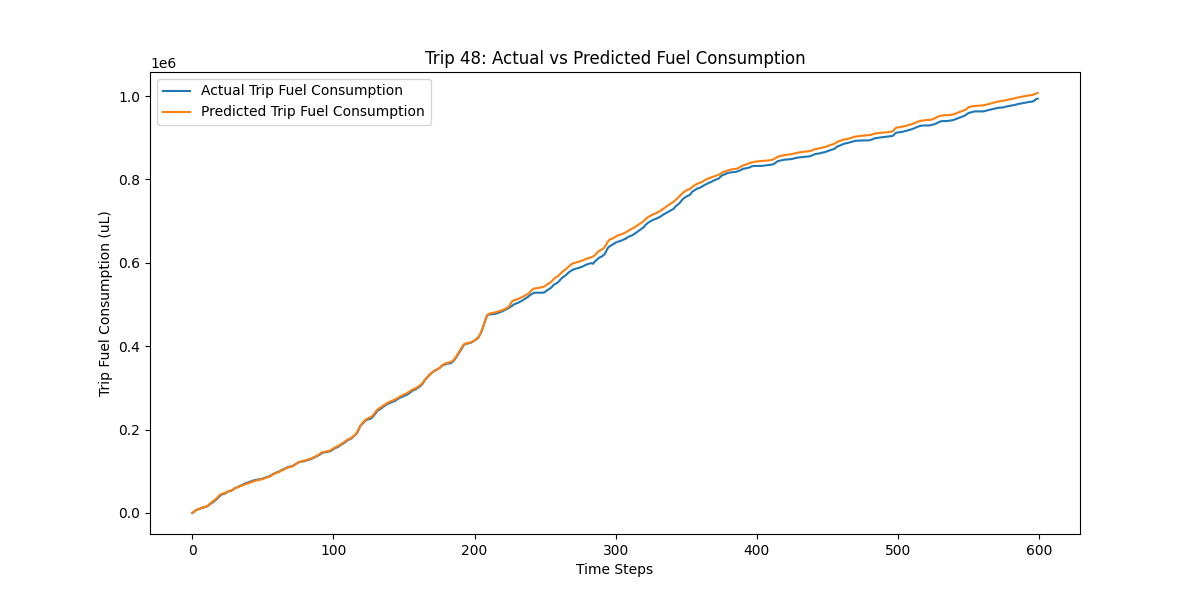 Trip 48: Actual vs Predicted Fuel Consumption
1e6
Actual Trip Fuel Consumption
Predicted Trip Fuel Consumption
1.0
0.8
0.6
0.4
0.2
0.0
Trip Fuel Consumption (uL)
0 100 200 300 400 500 600
Time Steps